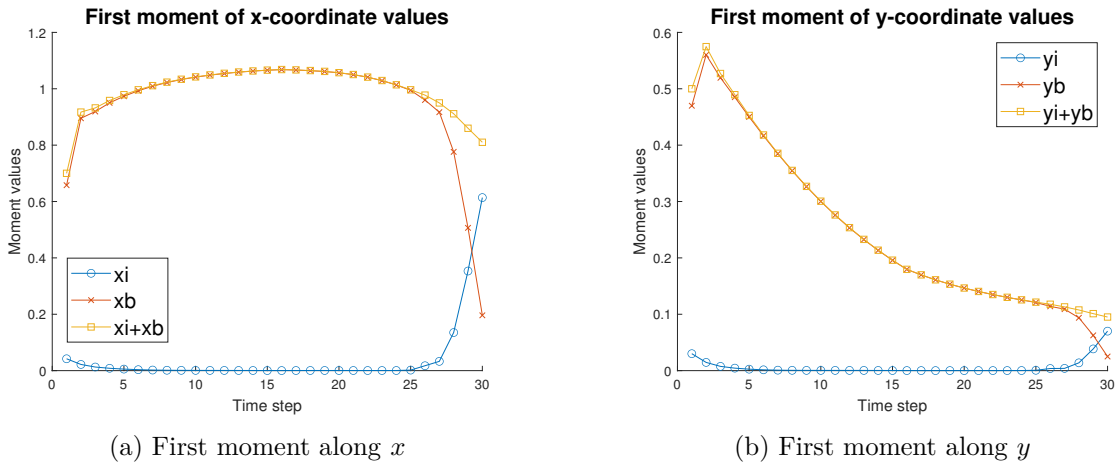 First moment of x-coordinate values
1.2
1
0.8
0.6
0.4
0.2
0
Moment values
xi
xb
xi+xb
0 5 10 15 20 25 30
Time step
(a) First moment along x
First moment of y-coordinate values
0.6
0.5
0.4
0.3
0.2
0.1
0
Moment values
yi
yb
yi+yb
0 5 10 15 20 25 30
Time step
(b) First moment along y